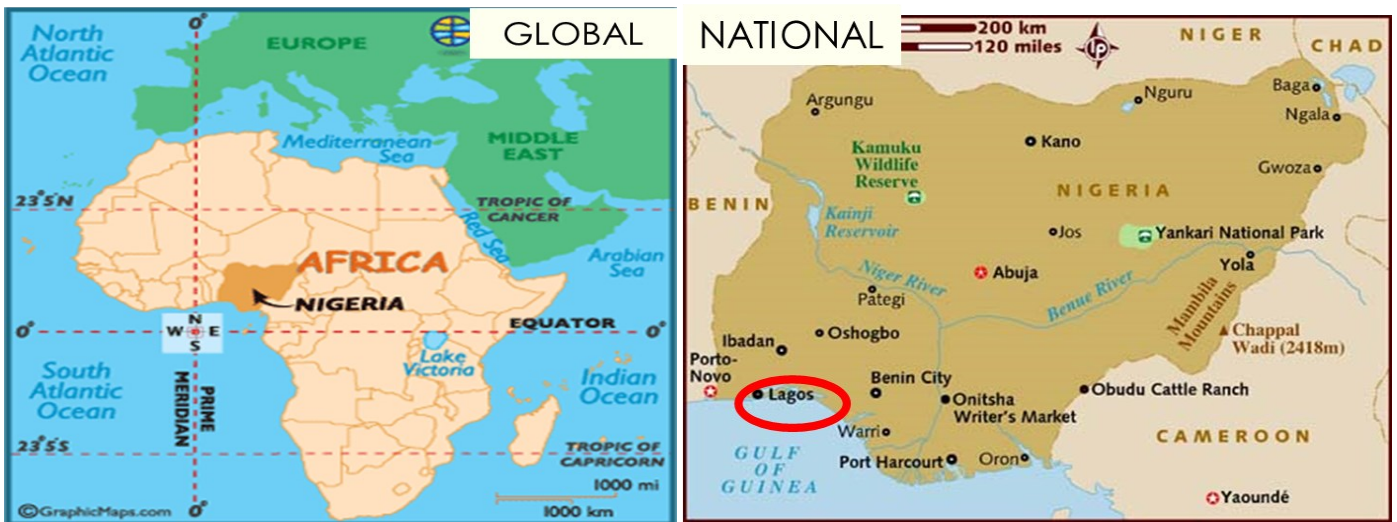 GLOBAL
North
Atlantic
Ocean
0°
EUROPE
Mediterranean
Sea
MIDDLE
EAST
23°5'N
TROPIC OF
CANCER
Red Sea
Arabian
Sea
AFRICA
NIGERIA
N
W E
S
0°
EQUATOR
0°
South
Atlantic
Ocean
PRIME
MERIDIAN
Lake
Victoria
Indian
Ocean
23°5'S
TROPIC OF
CAPRICORN
1000 mi
1000 km
©GraphicMaps.com
0°
NATIONAL
200 km
120 miles
lp
NIGER
CHAD
Argungu
Nguru
Baga
Ngala
Kano
Kamuku
Wildlife
Reserve
Gwoza
NIGERIA
BENIN
Kainji
Reservoir
Jos
Yankari National Park
Abuja
Yola
Niger River
Pategi
Benue River
Mambila
Mountains
Oshogbo
Ibadan
Chappal
Wadi (2418m)
Porto-
Novo
Lagos
Benin City
Onitsha
Writer's Market
Obudu Cattle Ranch
Warri
CAMEROON
GULF
OF
GUINEA
Port Harcourt
Oron
Yaoundé